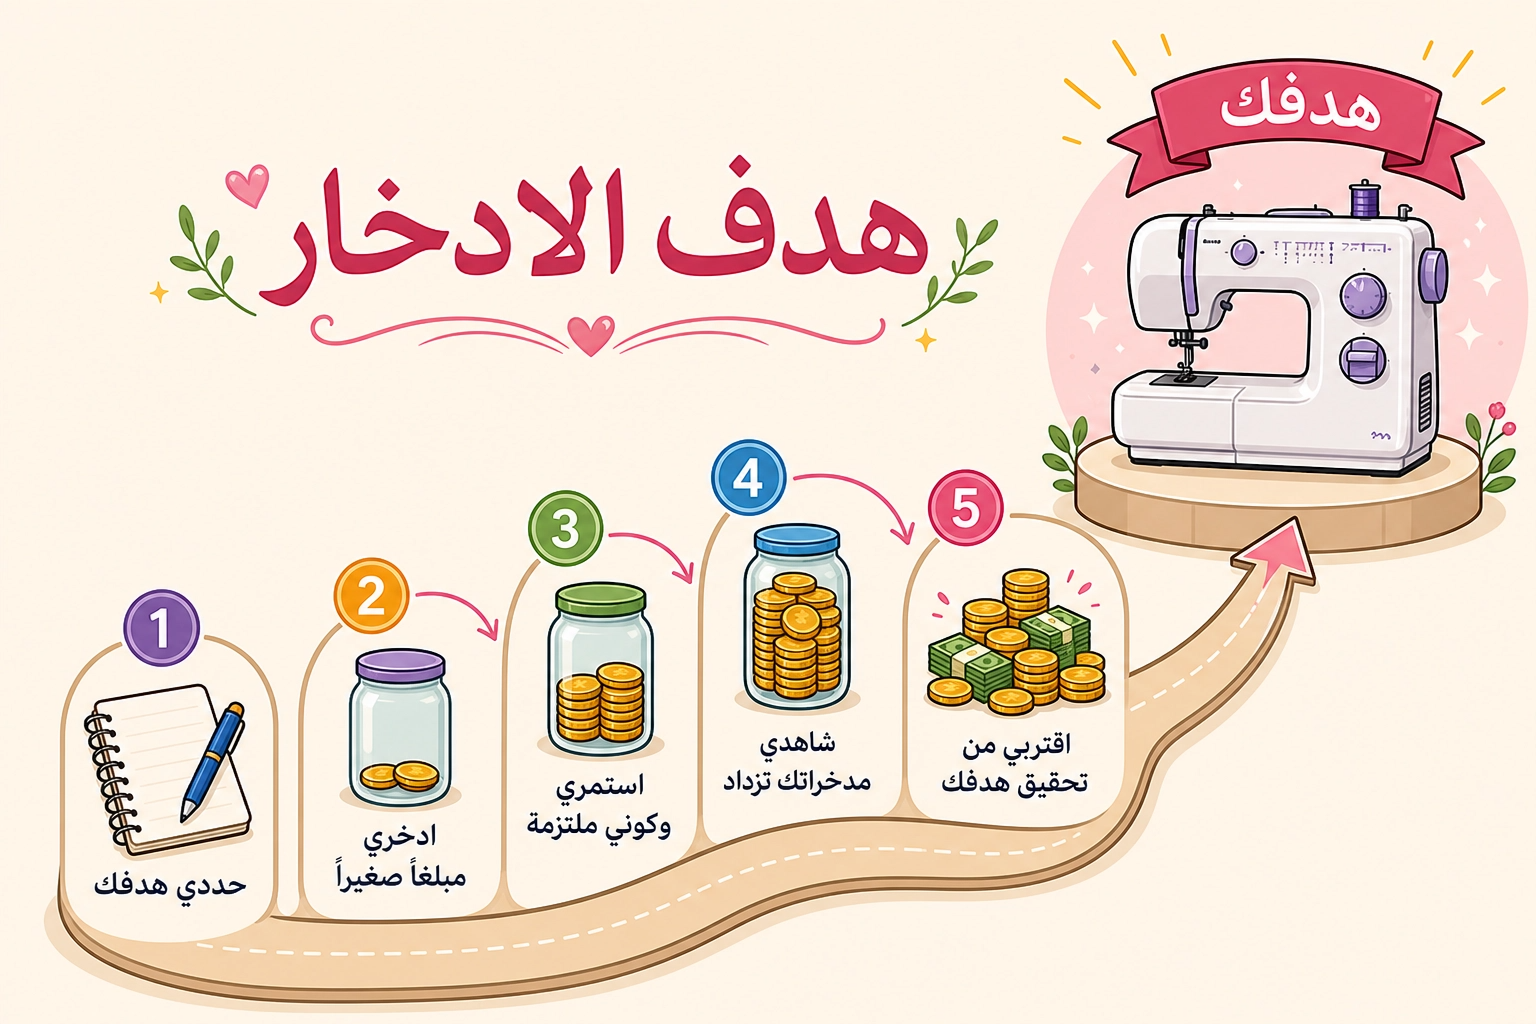 هدفك
هدف الادخار
1
حددي هدفك
2
ادخري
مبلغاً صغيراً
3
استمري
وكوني ملتزمة
4
شاهدي
مدخراتك تزداد
5
اقتربي من
تحقيق هدفك